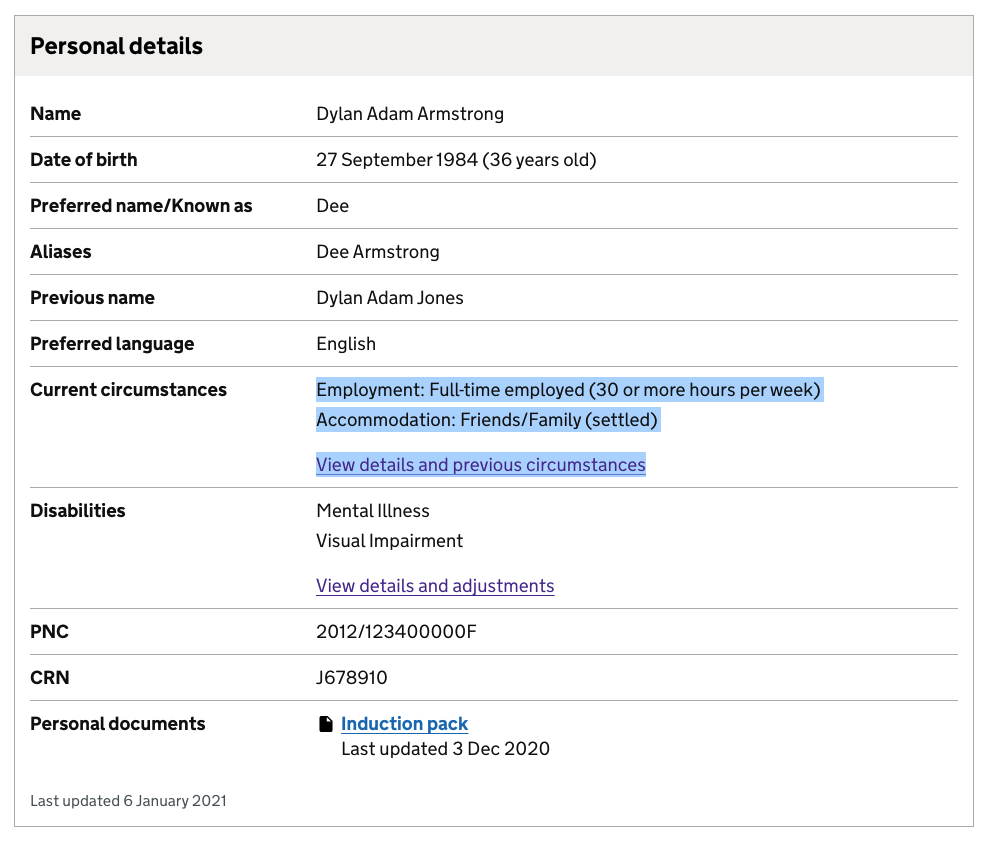 Personal details
Name Dylan Adam Armstrong
Date of birth 27 September 1984 (36 years old)
Preferred name/Known as Dee
Aliases Dee Armstrong
Previous name Dylan Adam Jones
Preferred language English
Current circumstances Employment: Full-time employed (30 or more hours per week)
Accommodation: Friends/Family (settled)
View details and previous circumstances
Disabilities Mental Illness
Visual Impairment
View details and adjustments
PNC 2012/123400000F
CRN J678910
Personal documents Induction pack
Last updated 3 Dec 2020
Last updated 6 January 2021